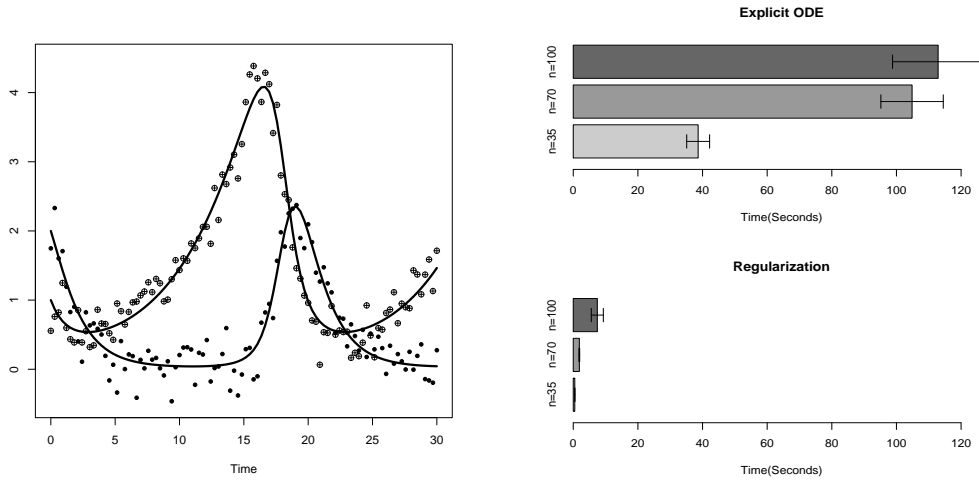 0 1 2 3 4
0 5 10 15 20 25 30
Time
Explicit ODE
n=100
n=70
n=35
0 20 40 60 80 100 120
Time(Seconds)
Regularization
n=100
n=70
n=35
0 20 40 60 80 100 120
Time(Seconds)